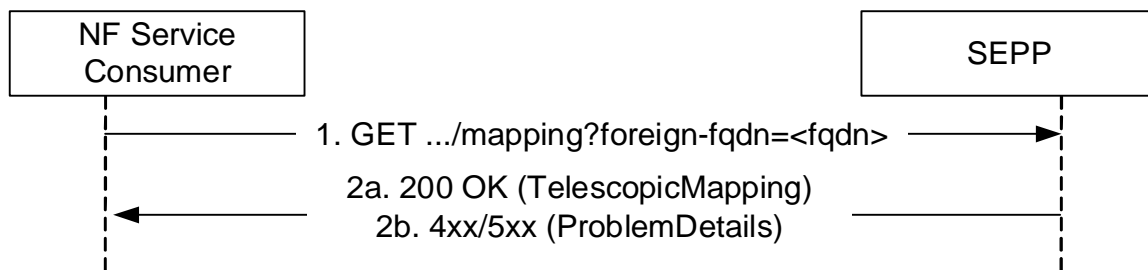 NF Service
Consumer
SEPP
1. GET .../mapping?foreign-fqdn=<fqdn>
2a. 200 OK (TelescopicMapping)
2b. 4xx/5xx (ProblemDetails)